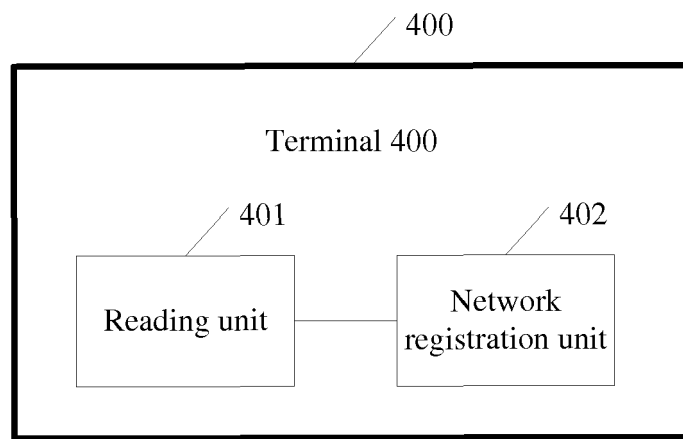 400
Terminal 400
401
402
Reading unit
Network
registration unit